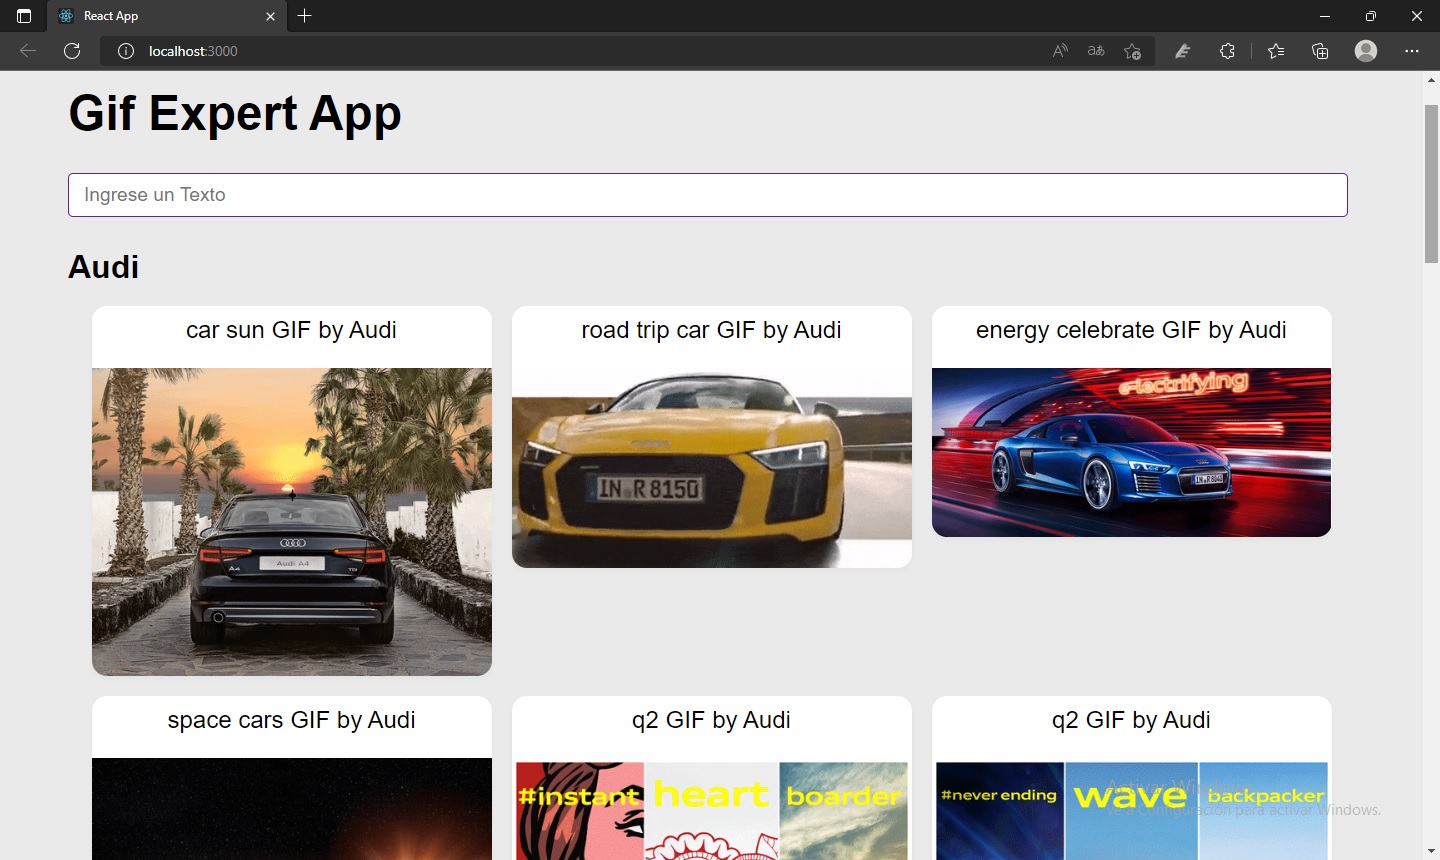 React App
localhost:3000
Gif Expert App
Ingrese un Texto
Audi
car sun GIF by Audi
road trip car GIF by Audi
energy celebrate GIF by Audi
electrifying
IN R 8150
Audi A4
A4
TDI
space cars GIF by Audi
q2 GIF by Audi
q2 GIF by Audi
#instant heart boarder
#never ending wave backpacker
Activar Windows
Ve a Configuración para activar Windows.